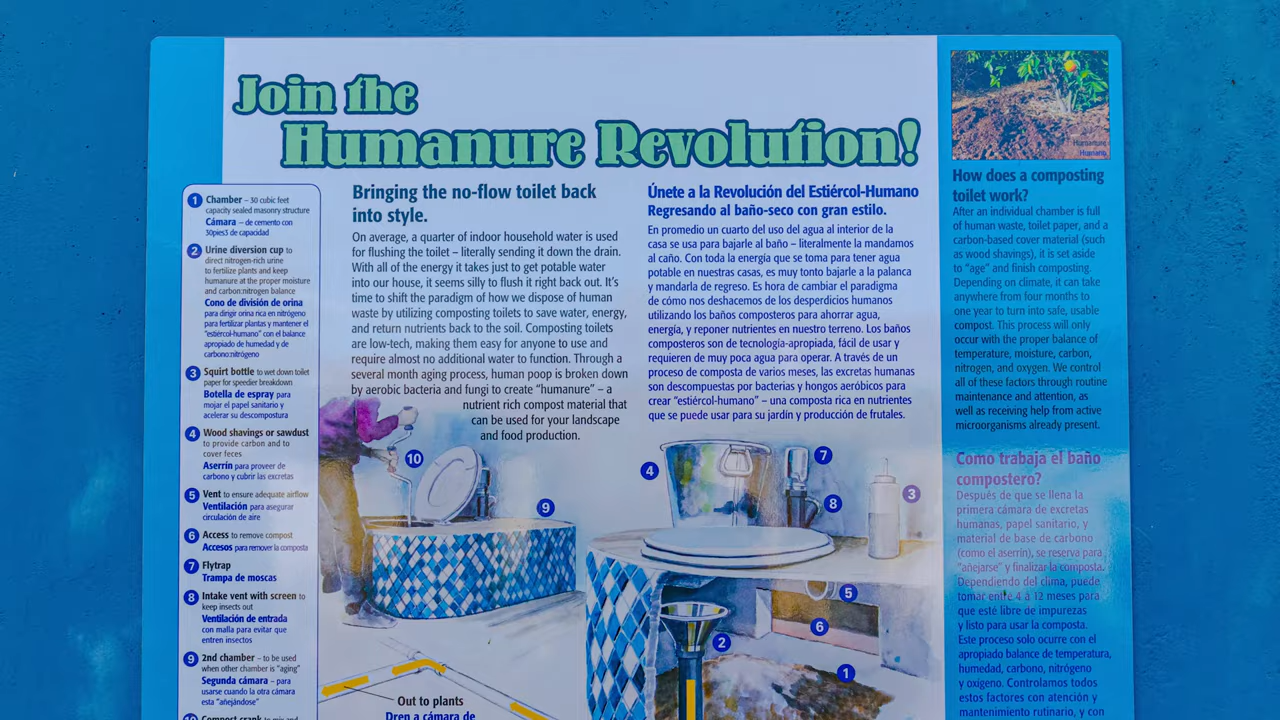 Join the
Humanure Revolution!
1 Chamber – 30 cubic feet
capacity sealed masonry structure
Cámara – de cemento con
30pies3 de capacidad
2 Urine diversion cup to
direct nitrogen-rich urine
to fertilize plants and keep
humanure at the proper moisture
and carbon:nitrogen balance
Cono de división de orina
para dirigir orina rica en nitrógeno
para fertilizar plantas y mantener el
"estiércol-humano" con el balance
apropiado de humedad y de
carbono:nitrógeno
3 Squirt bottle to wet down toilet
paper for speedier breakdown
Botella de espray para
mojar el papel sanitario y
acelerar su descompostura
4 Wood shavings or sawdust
to provide carbon and to
cover feces
Aserrín para proveer de
carbono y cubrir las excretas
5 Vent to ensure adequate airflow
Ventilación para asegurar
circulación de aire
6 Access to remove compost
Accesos para remover la composta
7 Flytrap
Trampa de moscas
8 Intake vent with screen to
keep insects out
Ventilación de entrada
con malla para evitar que
entren insectos
9 2nd chamber – to be used
when other chamber is "aging"
Segunda cámara – para
usarse cuando la otra cámara
esta "añejándose"
10 Compost crank to mix and
Bringing the no-flow toilet back
into style.
On average, a quarter of indoor household water is used
for flushing the toilet – literally sending it down the drain.
With all of the energy it takes just to get potable water
into our house, it seems silly to flush it right back out. It's
time to shift the paradigm of how we dispose of human
waste by utilizing composting toilets to save water, energy,
and return nutrients back to the soil. Composting toilets
are low-tech, making them easy for anyone to use and
require almost no additional water to function. Through a
several month aging process, human poop is broken down
by aerobic bacteria and fungi to create "humanure" – a
nutrient rich compost material that
can be used for your landscape
and food production.
Únete a la Revolución del Estiércol-Humano
Regresando al baño-seco con gran estilo.
En promedio un cuarto del uso del agua al interior de la
casa se usa para bajarle al baño – literalmente la mandamos
al caño. Con toda la energía que se toma para tener agua
potable en nuestras casas, es muy tonto bajarle a la palanca
y mandarla de regreso. Es hora de cambiar el paradigma
de cómo nos deshacemos de los desperdicios humanos
utilizando los baños composteros para ahorrar agua,
energía, y reponer nutrientes en nuestro terreno. Los baños
composteros son de tecnología-apropiada, fácil de usar y
requieren de muy poca agua para operar. A través de un
proceso de composta de varios meses, las excretas humanas
son descompuestas por bacterias y hongos aeróbicos para
crear "estiércol-humano" – una composta rica en nutrientes
que se puede usar para su jardín y producción de frutales.
10
9
4
7
8
3
5
6
2
1
Out to plants
Dren a cámara de
Humanure
Humano
How does a composting
toilet work?
After an individual chamber is full
of human waste, toilet paper, and a
carbon-based cover material (such
as wood shavings), it is set aside
to "age" and finish composting.
Depending on climate, it can take
anywhere from four months to
one year to turn into safe, usable
compost. This process will only
occur with the proper balance of
temperature, moisture, carbon,
nitrogen, and oxygen. We control
all of these factors through routine
maintenance and attention, as
well as receiving help from active
microorganisms already present.
Como trabaja el baño
compostero?
Después de que se llena la
primera cámara de excretas
humanas, papel sanitario, y
material de base de carbono
(como el aserrín), se reserva para
"añejarse" y finalizar la composta.
Dependiendo del clima, puede
tomar entre 4 á 12 meses para
que esté libre de impurezas
y listo para usar la composta.
Este proceso solo ocurre con el
apropiado balance de temperatura,
humedad, carbono, nitrógeno
y oxigeno. Controlamos todos
estos factores con atención y
mantenimiento rutinario, y con